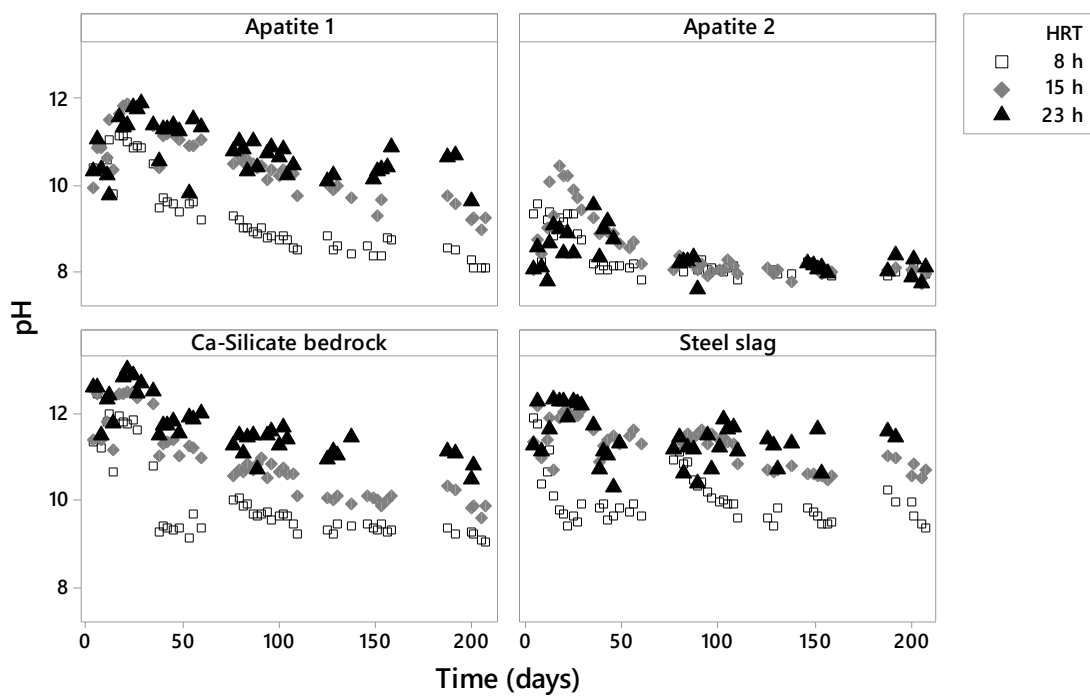 Apatite 1
Apatite 2
HRT
8 h
15 h
23 h
12
10
8
pH
Ca-Silicate bedrock
Steel slag
12
10
8
0 50 100 150 200
0 50 100 150 200
Time (days)